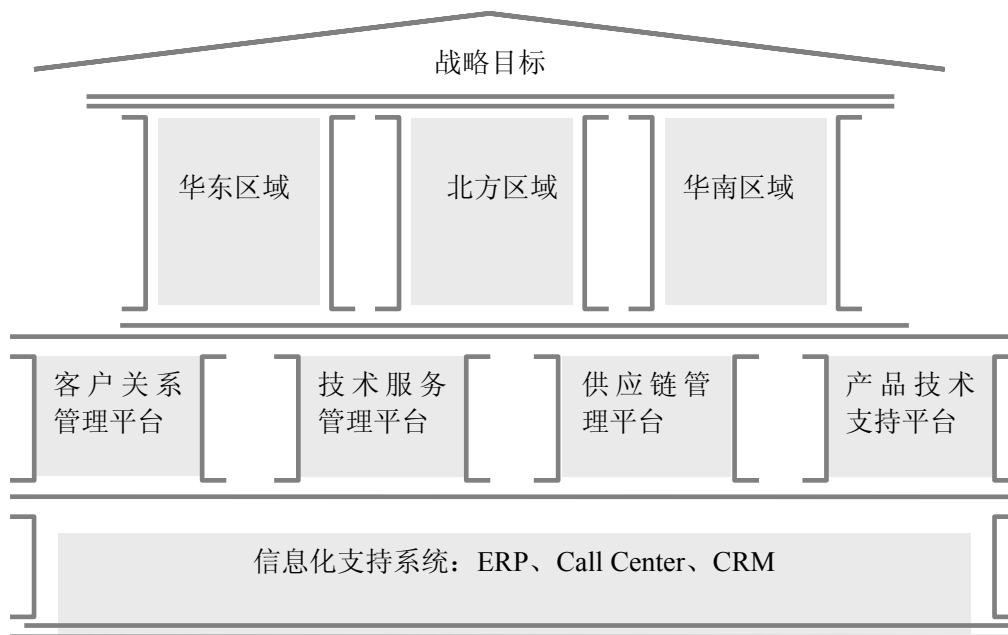 战略目标
华东区域
北方区域
华南区域
客户关系
管理平台
技术服务
管理平台
供应链管
理平台
产品技术
支持平台
信息化支持系统：ERP、Call Center、CRM